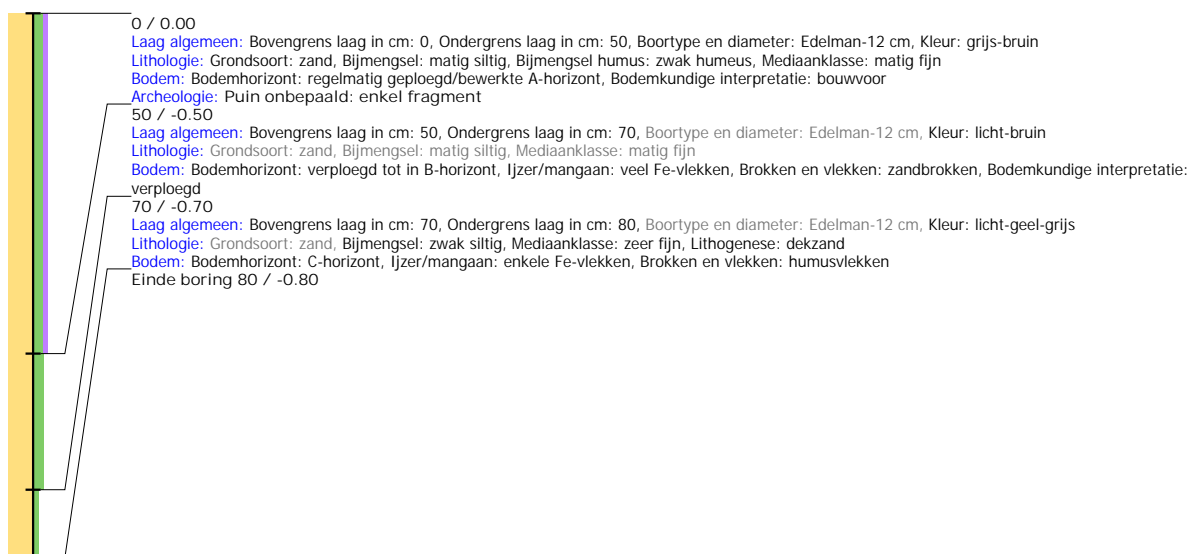 0 / 0.00
Laag algemeen: Bovengrens laag in cm: 0, Ondergrens laag in cm: 50, Boortype en diameter: Edelman-12 cm, Kleur: grijs-bruin
Lithologie: Grondsoort: zand, Bijmengsel: matig siltig, Bijmengsel humus: zwak humeus, Mediaanklasse: matig fijn
Bodem: Bodemhorizont: regelmatig geploegd/bewerkte A-horizont, Bodemkundige interpretatie: bouwvoor
Archeologie: Puin onbepaald: enkel fragment
50 / -0.50
Laag algemeen: Bovengrens laag in cm: 50, Ondergrens laag in cm: 70, Boortype en diameter: Edelman-12 cm, Kleur: licht-bruin
Lithologie: Grondsoort: zand, Bijmengsel: matig siltig, Mediaanklasse: matig fijn
Bodem: Bodemhorizont: verploegd tot in B-horizont, Ijzer/mangaan: veel Fe-vlekken, Brokken en vlekken: zandbrokken, Bodemkundige interpretatie:
verploegd
70 / -0.70
Laag algemeen: Bovengrens laag in cm: 70, Ondergrens laag in cm: 80, Boortype en diameter: Edelman-12 cm, Kleur: licht-geel-grijs
Lithologie: Grondsoort: zand, Bijmengsel: zwak siltig, Mediaanklasse: zeer fijn, Lithogenese: dekzand
Bodem: Bodemhorizont: C-horizont, Ijzer/mangaan: enkele Fe-vlekken, Brokken en vlekken: humusvlekken
Einde boring 80 / -0.80